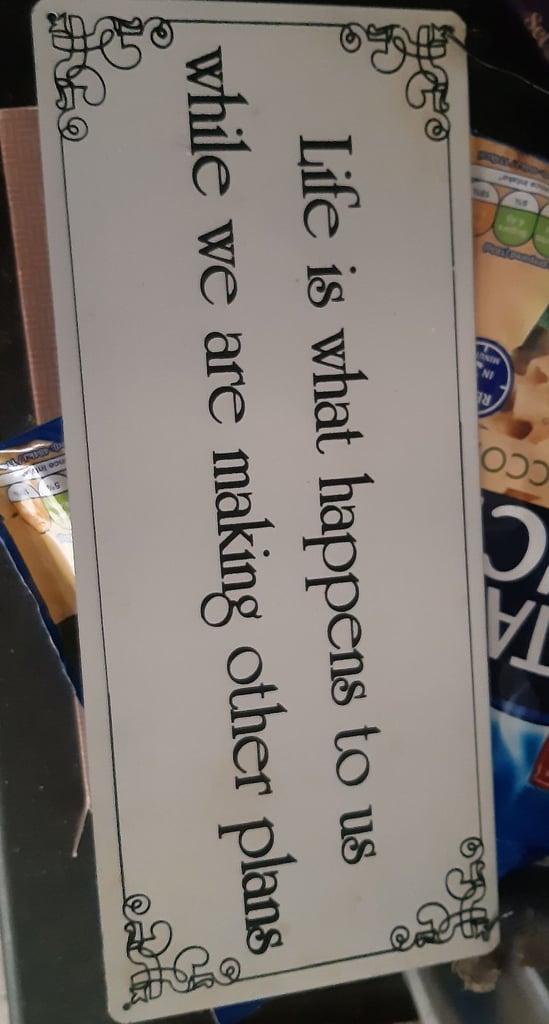 Life is what happens to us
while we are making other plans